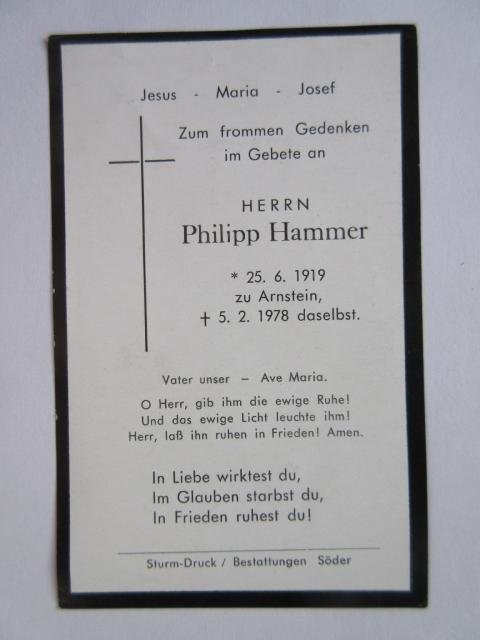 Jesus - Maria - Josef
Zum frommen Gedenken
im Gebete an
HERRN
Philipp Hammer
* 25. 6. 1919
zu Arnstein,
† 5. 2. 1978 daselbst.
Vater unser – Ave Maria.
O Herr, gib ihm die ewige Ruhe!
Und das ewige Licht leuchte ihm!
Herr, laß ihn ruhen in Frieden! Amen.
In Liebe wirktest du,
Im Glauben starbst du,
In Frieden ruhest du!
Sturm-Druck / Bestattungen Söder